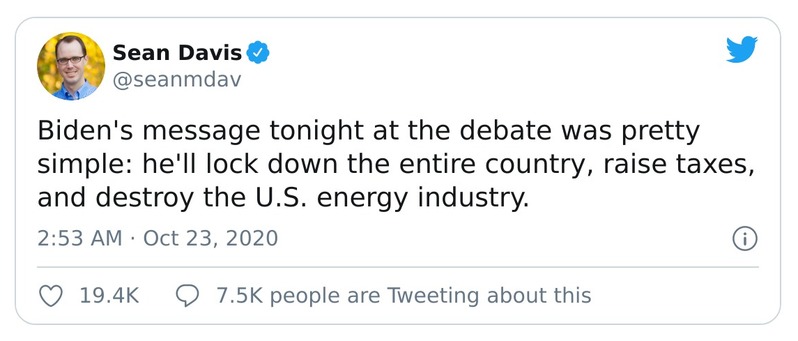 Sean Davis
@seanmdav
Biden's message tonight at the debate was pretty
simple: he'll lock down the entire country, raise taxes,
and destroy the U.S. energy industry.
2:53 AM · Oct 23, 2020
19.4K 7.5K people are Tweeting about this